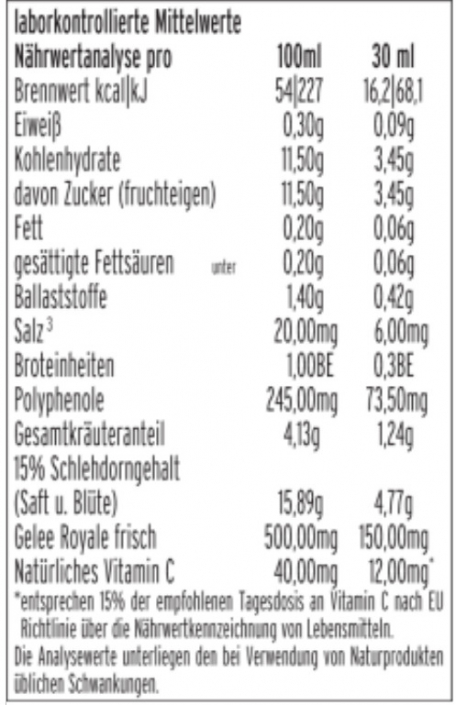 laborkontrollierte Mittelwerte
Nährwertanalyse pro 100ml 30 ml
Brennwert kcal|kJ 54|227 16,2|68,1
Eiweiß 0,30g 0,09g
Kohlenhydrate 11,50g 3,45g
davon Zucker (fruchteigen) 11,50g 3,45g
Fett 0,20g 0,06g
gesättigte Fettsäuren unter 0,20g 0,06g
Ballaststoffe 1,40g 0,42g
Salz³ 20,00mg 6,00mg
Broteinheiten 1,00BE 0,3BE
Polyphenole 245,00mg 73,50mg
Gesamtkräuteranteil 4,13g 1,24g
15% Schlehdorngehalt
(Saft u. Blüte) 15,89g 4,77g
Gelee Royale frisch 500,00mg 150,00mg
Natürliches Vitamin C 40,00mg 12,00mg*
*entsprechen 15% der empfohlenen Tagesdosis an Vitamin C nach EU
Richtlinie über die Nährwertkennzeichnung von Lebensmitteln.
Die Analysewerte unterliegen den bei Verwendung von Naturprodukten
üblichen Schwankungen.